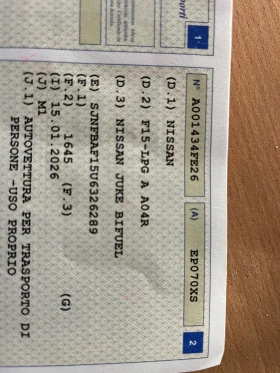 1
N° A001434FE26 (A) EP070XS 2
(D.1) NISSAN
(D.2) F15-LPG A A04R
(D.3) NISSAN JUKE BIFUEL
(E) SJNFBAF15U6326289
(F.1)
(F.2) 1645 (F.3) (G)
(I) 15.01.2026
(J) M1
(J.1) AUTOVETTURA PER TRASPORTO DI
PERSONE -USO PROPRIO